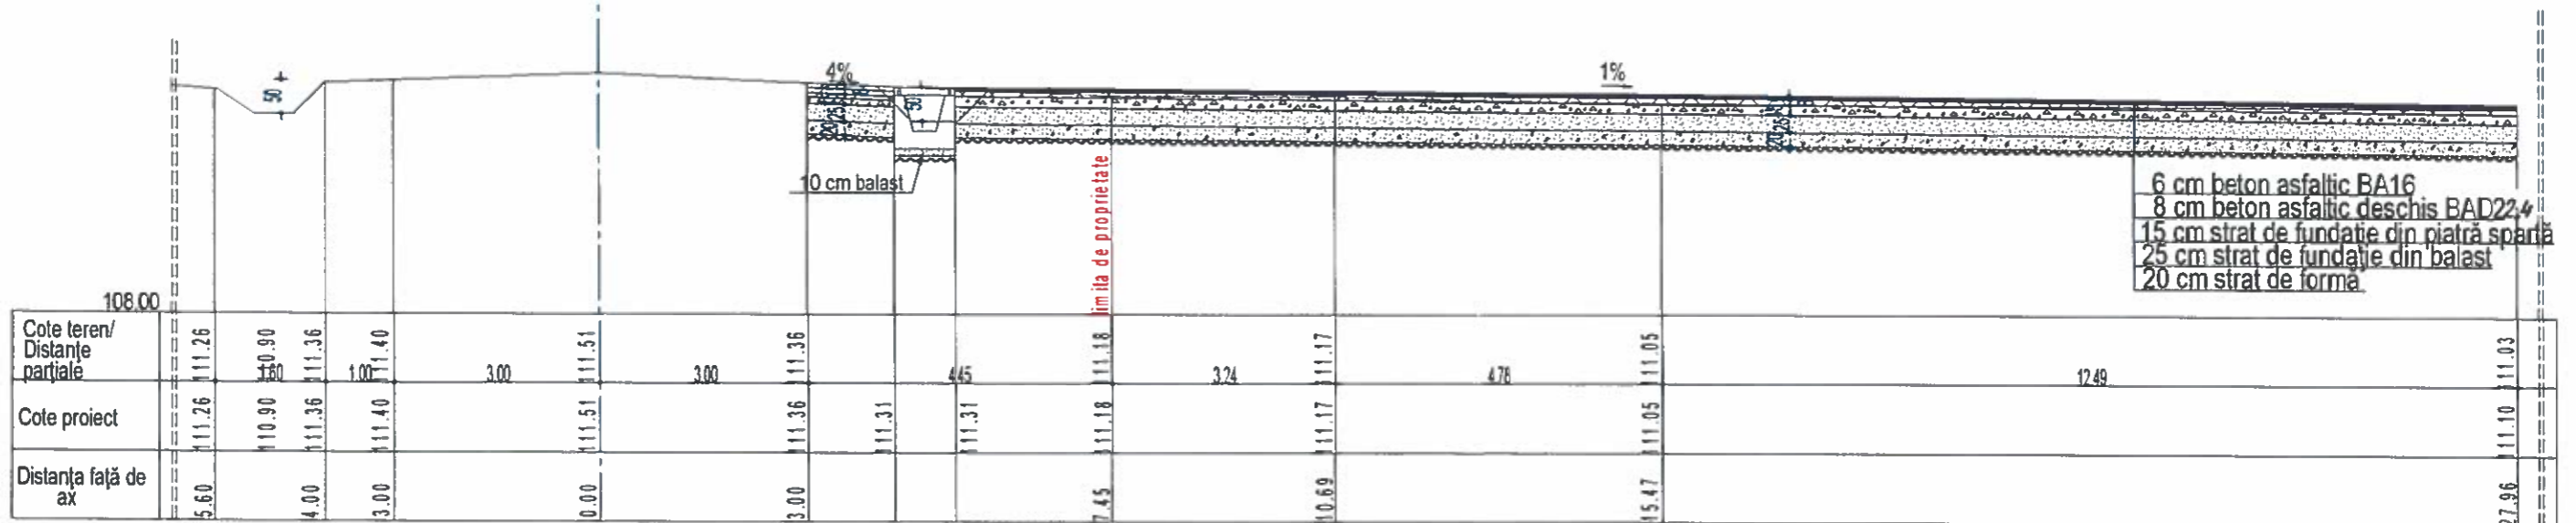 4%
1%
50
50
10 cm balast
limita de proprietate
6 cm beton asfaltic BA16
8 cm beton asfaltic deschis BAD22,4
15 cm strat de fundație din piatră spartă
25 cm strat de fundație din balast
20 cm strat de formă
108.00
Cote teren/
Distanțe
parțiale
111.26 110.90 111.36 111.40 111.51 111.36 111.18 111.17 111.05 111.03
1.60 1.00 3.00 3.00 4.45 3.24 4.78 12.49
Cote proiect
111.26 110.90 111.36 111.40 111.51 111.36 111.31 111.31 111.18 111.17 111.05 111.10
Distanța față de
ax
5.60 4.00 3.00 0.00 3.00 7.45 10.69 15.47 27.96